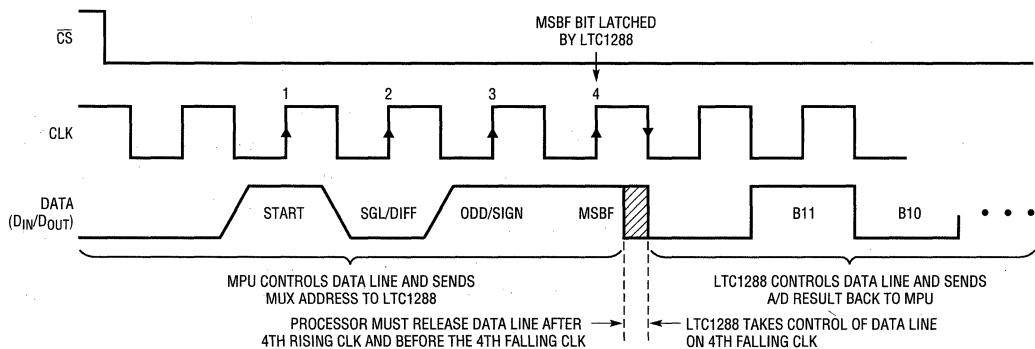 MSBF BIT LATCHED
BY LTC1288
CS
1 2 3 4
CLK
DATA
(DIN/DOUT)
START SGL/DIFF ODD/SIGN MSBF B11 B10 • • •
MPU CONTROLS DATA LINE AND SENDS
MUX ADDRESS TO LTC1288
LTC1288 CONTROLS DATA LINE AND SENDS
A/D RESULT BACK TO MPU
PROCESSOR MUST RELEASE DATA LINE AFTER
4TH RISING CLK AND BEFORE THE 4TH FALLING CLK
LTC1288 TAKES CONTROL OF DATA LINE
ON 4TH FALLING CLK